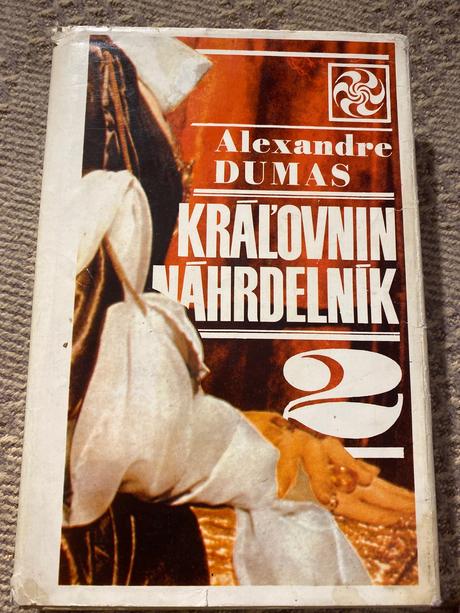 Alexandre
DUMAS
KRÁĽOVNIN
NÁHRDELNÍK
2